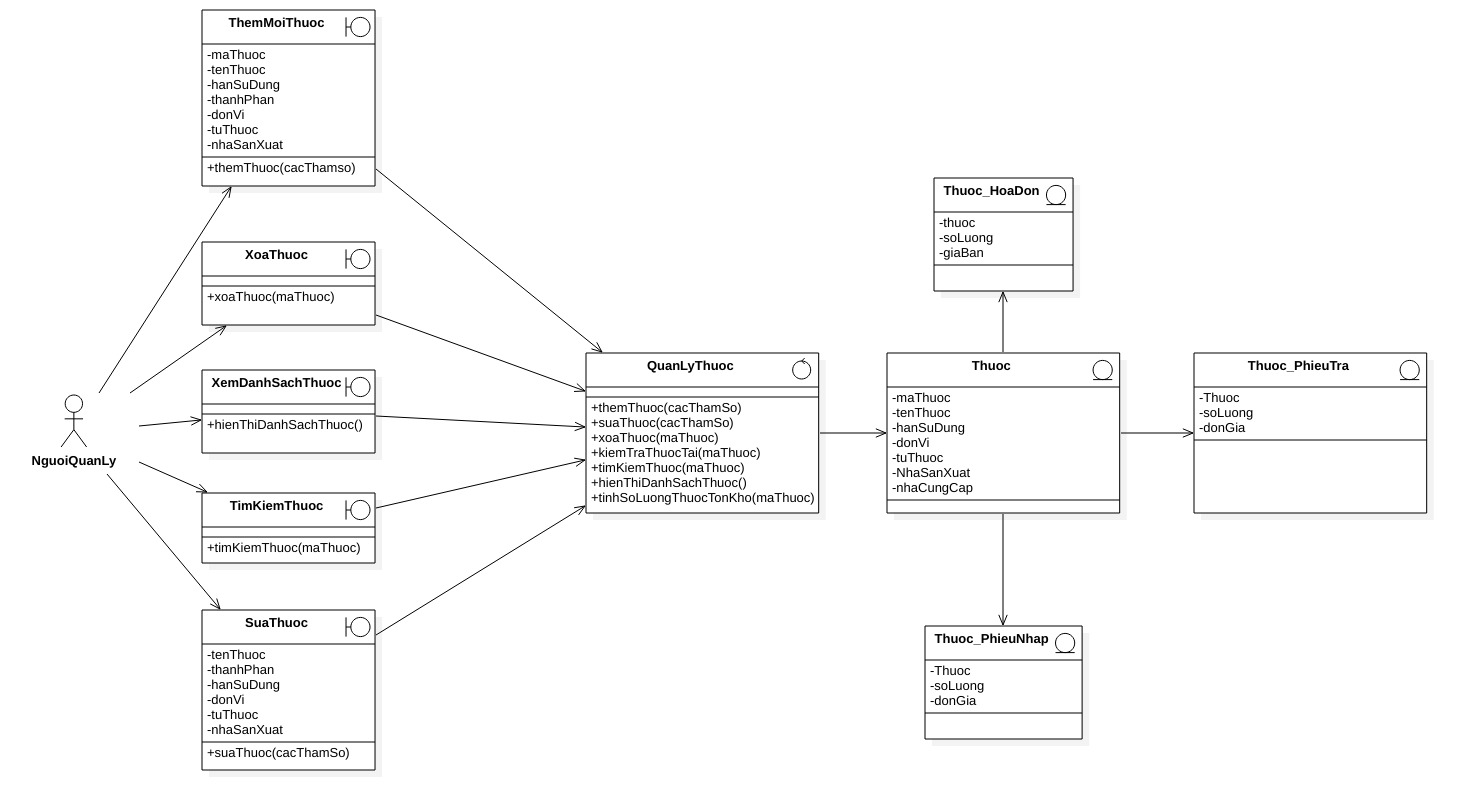 ThemMoiThuoc
-maThuoc
-tenThuoc
-hanSuDung
-thanhPhan
-donVi
-tuThuoc
-nhaSanXuat
+themThuoc(cacThamso)
XoaThuoc
+xoaThuoc(maThuoc)
XemDanhSachThuoc
+hienThiDanhSachThuoc()
NguoiQuanLy
TimKiemThuoc
+timKiemThuoc(maThuoc)
SuaThuoc
-tenThuoc
-thanhPhan
-hanSuDung
-donVi
-tuThuoc
-nhaSanXuat
+suaThuoc(cacThamSo)
QuanLyThuoc
+themThuoc(cacThamSo)
+suaThuoc(cacThamSo)
+xoaThuoc(maThuoc)
+kiemTraThuocTai(maThuoc)
+timKiemThuoc(maThuoc)
+hienThiDanhSachThuoc()
+tinhSoLuongThuocTonKho(maThuoc)
Thuoc_HoaDon
-thuoc
-soLuong
-giaBan
Thuoc
-maThuoc
-tenThuoc
-hanSuDung
-donVi
-tuThuoc
-NhaSanXuat
-nhaCungCap
Thuoc_PhieuTra
-Thuoc
-soLuong
-donGia
Thuoc_PhieuNhap
-Thuoc
-soLuong
-donGia